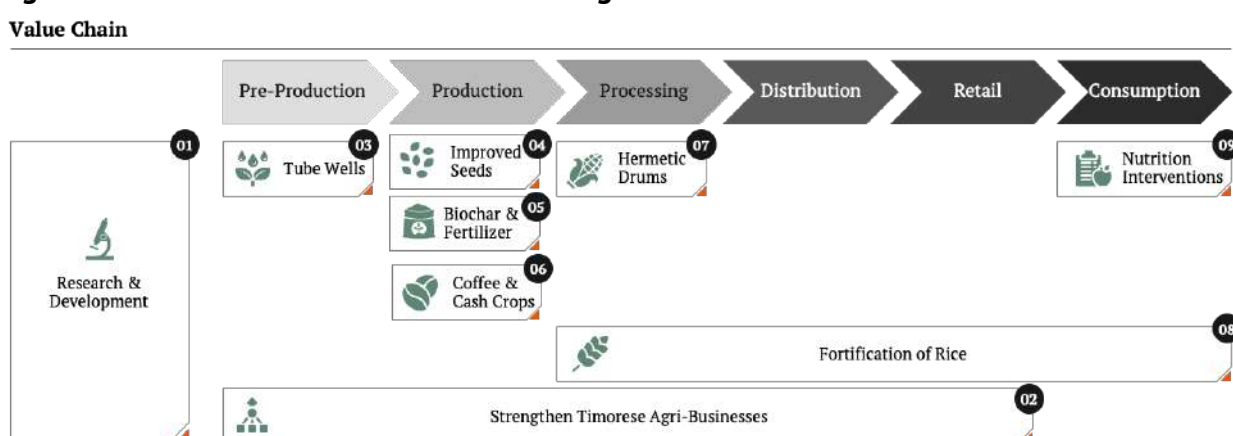 Value Chain
Pre-Production
Production
Processing
Distribution
Retail
Consumption
01
Research &
Development
03
Tube Wells
04
Improved
Seeds
05
Biochar &
Fertilizer
06
Coffee &
Cash Crops
07
Hermetic
Drums
09
Nutrition
Interventions
08
Fortification of Rice
02
Strengthen Timorese Agri-Businesses